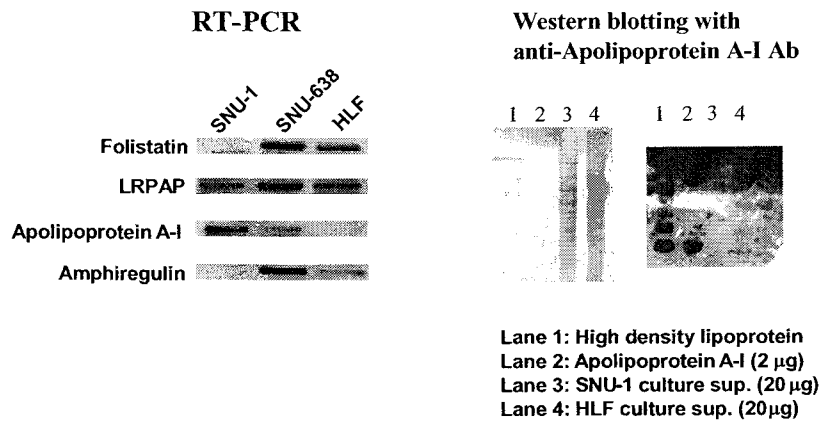 RT-PCR
SNU-1
SNU-638
HLF
Folistatin
LRPAP
Apolipoprotein A-I
Amphiregulin
Western blotting with
anti-Apolipoprotein A-I Ab
1 2 3 4
1 2 3 4
Lane 1: High density lipoprotein
Lane 2: Apolipoprotein A-I (2 µg)
Lane 3: SNU-1 culture sup. (20 µg)
Lane 4: HLF culture sup. (20µg)